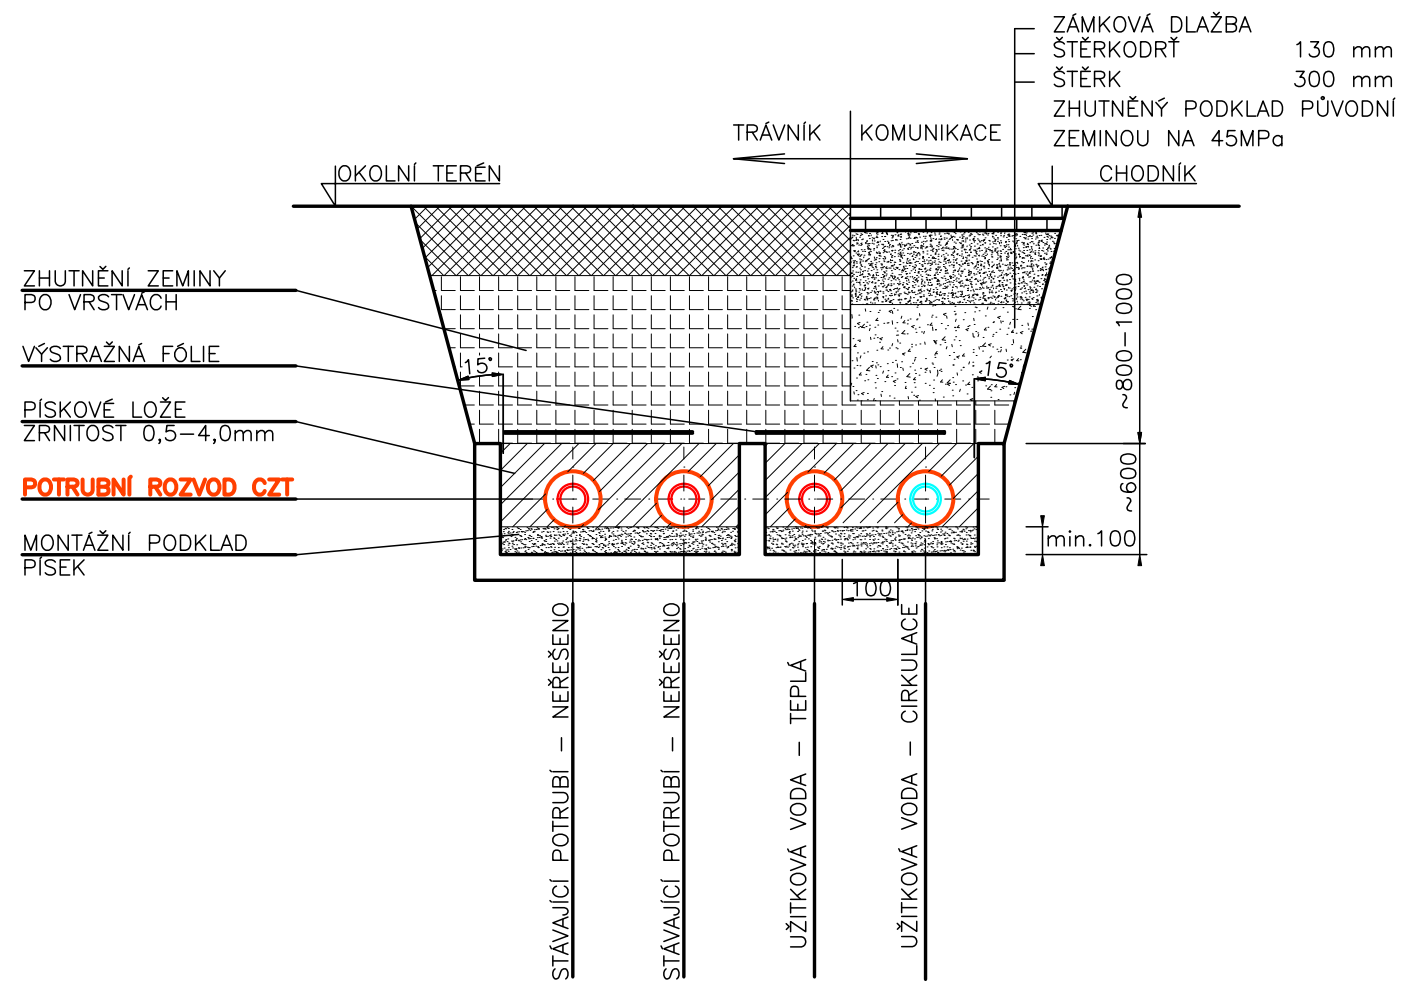 ZÁMKOVÁ DLAŽBA
ŠTĚRKODRŤ 130 mm
ŠTĚRK 300 mm
ZHUTNĚNÝ PODKLAD PŮVODNÍ
ZEMINOU NA 45MPa
TRÁVNÍK KOMUNIKACE
OKOLNÍ TERÉN
CHODNÍK
ZHUTNĚNÍ ZEMINY
PO VRSTVÁCH
VÝSTRAŽNÁ FÓLIE
15°
15°
~800-1000
PÍSKOVÉ LOŽE
ZRNITOST 0,5-4,0mm
POTRUBNÍ ROZVOD CZT
~600
MONTÁŽNÍ PODKLAD
PÍSEK
min.100
100
STÁVAJÍCÍ POTRUBÍ - NEŘEŠENO
STÁVAJÍCÍ POTRUBÍ - NEŘEŠENO
UŽITKOVÁ VODA - TEPLÁ
UŽITKOVÁ VODA - CIRKULACE